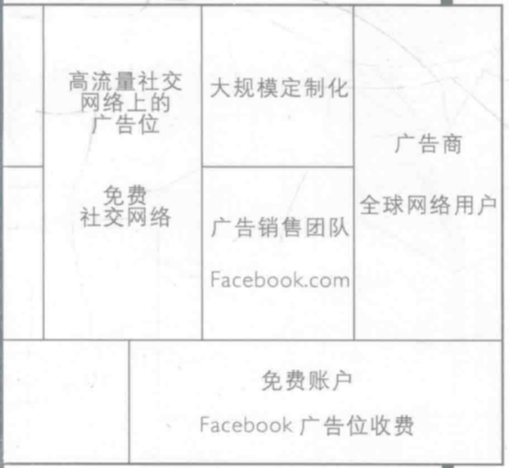 高流量社交
网络上的
广告位
免费
社交网络
大规模定制化
广告销售团队
Facebook.com
广告商
全球网络用户
免费账户
Facebook 广告位收费